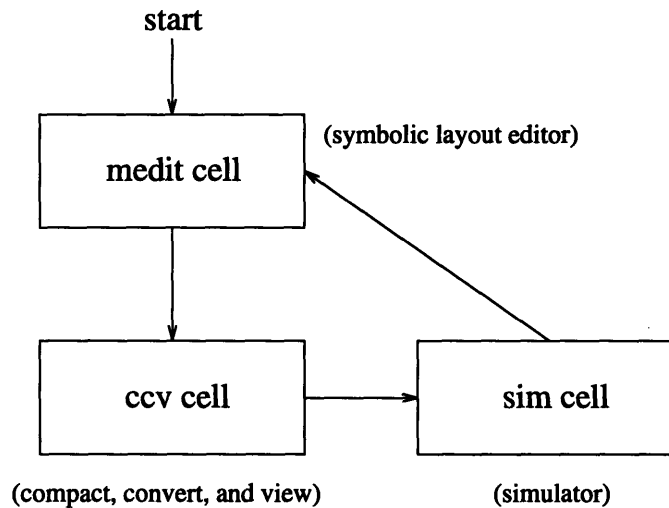 start
medit cell
(symbolic layout editor)
ccv cell
sim cell
(compact, convert, and view)
(simulator)